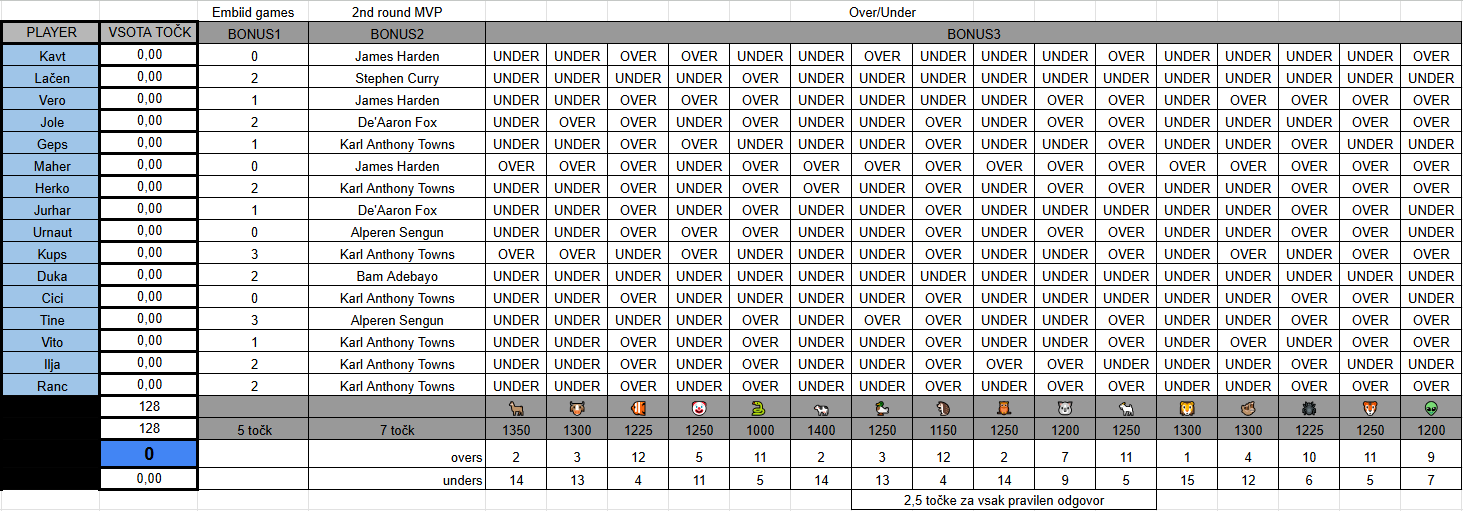 Embiid games 2nd round MVP Over/Under
PLAYER VSOTA TOČK BONUS1 BONUS2 BONUS3
Kavt 0,00 0 James Harden UNDER UNDER OVER OVER UNDER UNDER OVER UNDER UNDER UNDER OVER UNDER UNDER UNDER UNDER OVER
Lačen 0,00 2 Stephen Curry UNDER UNDER UNDER UNDER OVER UNDER UNDER UNDER UNDER UNDER UNDER UNDER UNDER UNDER UNDER UNDER
Vero 0,00 1 James Harden UNDER UNDER OVER OVER OVER UNDER UNDER UNDER UNDER OVER OVER UNDER OVER OVER OVER OVER
Jole 0,00 2 De'Aaron Fox UNDER OVER OVER UNDER OVER UNDER UNDER OVER UNDER OVER OVER UNDER UNDER UNDER OVER OVER
Geps 0,00 1 Karl Anthony Towns UNDER UNDER OVER OVER UNDER UNDER UNDER OVER UNDER UNDER OVER UNDER UNDER OVER UNDER UNDER
Maher 0,00 0 James Harden OVER OVER OVER UNDER OVER OVER OVER OVER OVER OVER OVER OVER OVER OVER OVER OVER
Herko 0,00 2 Karl Anthony Towns UNDER UNDER OVER UNDER OVER OVER UNDER OVER UNDER OVER OVER UNDER UNDER OVER UNDER OVER
Jurhar 0,00 1 De'Aaron Fox UNDER UNDER OVER UNDER OVER UNDER UNDER OVER UNDER UNDER UNDER UNDER UNDER OVER UNDER UNDER
Urnaut 0,00 0 Alperen Sengun UNDER UNDER OVER UNDER OVER UNDER UNDER OVER UNDER OVER OVER UNDER UNDER OVER OVER UNDER
Kups 0,00 3 Karl Anthony Towns OVER OVER UNDER OVER UNDER UNDER UNDER OVER UNDER UNDER UNDER UNDER OVER UNDER UNDER OVER
Duka 0,00 2 Bam Adebayo UNDER UNDER UNDER UNDER UNDER UNDER UNDER UNDER UNDER UNDER UNDER UNDER UNDER UNDER UNDER UNDER
Cici 0,00 0 Karl Anthony Towns UNDER UNDER OVER UNDER UNDER UNDER UNDER OVER UNDER OVER OVER UNDER UNDER OVER UNDER UNDER
Tine 0,00 3 Alperen Sengun UNDER UNDER UNDER UNDER OVER UNDER OVER OVER UNDER UNDER OVER UNDER UNDER OVER OVER OVER
Vito 0,00 1 Karl Anthony Towns UNDER UNDER OVER UNDER OVER UNDER UNDER OVER UNDER UNDER OVER UNDER OVER UNDER UNDER OVER
Ilja 0,00 2 Karl Anthony Towns UNDER UNDER OVER UNDER OVER UNDER UNDER UNDER OVER OVER UNDER UNDER UNDER OVER UNDER UNDER
Ranc 0,00 2 Karl Anthony Towns UNDER UNDER OVER UNDER OVER UNDER UNDER OVER UNDER UNDER OVER UNDER UNDER OVER OVER OVER
128
128 5 točk 7 točk 1350 1300 1225 1250 1000 1400 1250 1150 1250 1200 1250 1300 1300 1225 1250 1200
0 overs 2 3 12 5 11 2 3 12 2 7 11 1 4 10 11 9
0,00 unders 14 13 4 11 5 14 13 4 14 9 5 15 12 6 5 7
2,5 točke za vsak pravilen odgovor